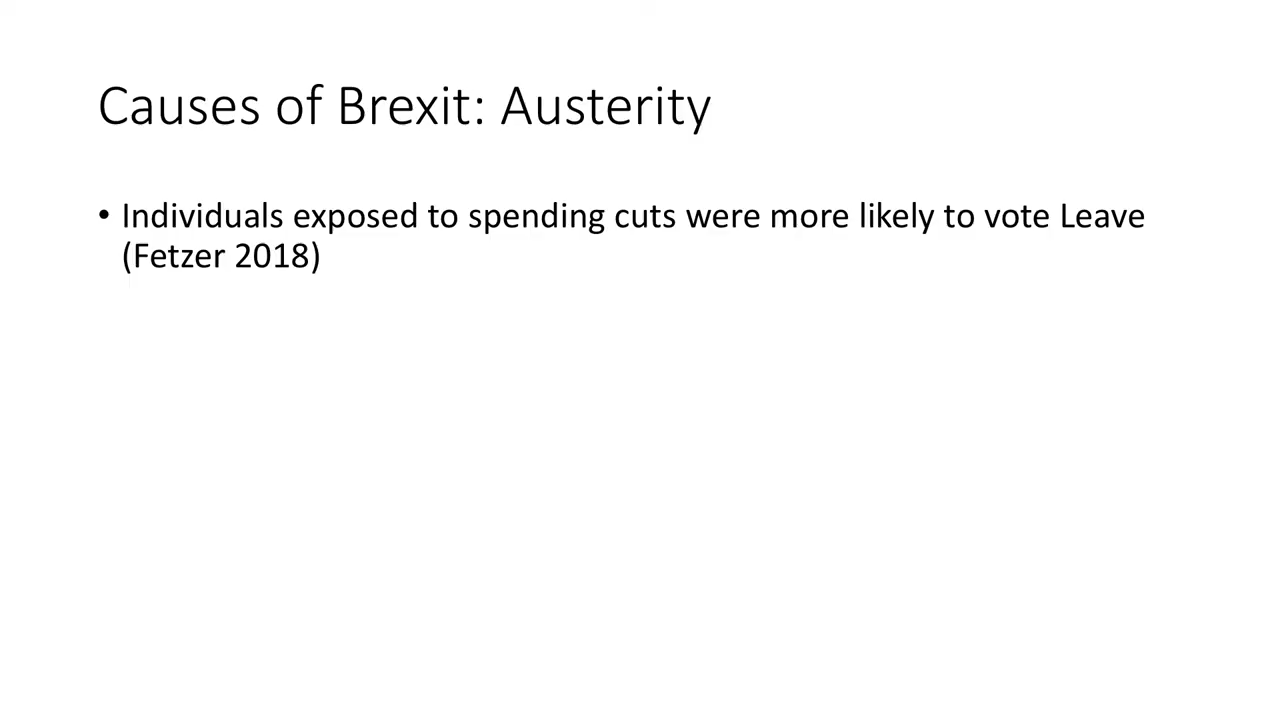 Causes of Brexit: Austerity
• Individuals exposed to spending cuts were more likely to vote Leave
(Fetzer 2018)